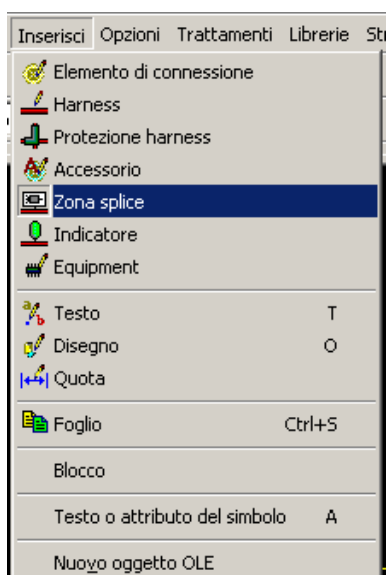 Inserisci Opzioni Trattamenti Librerie
Elemento di connessione
Harness
Protezione harness
Accessorio
Zona splice
Indicatore
Equipment
Testo T
Disegno O
Quota
Foglio Ctrl+S
Blocco
Testo o attributo del simbolo A
Nuovo oggetto OLE